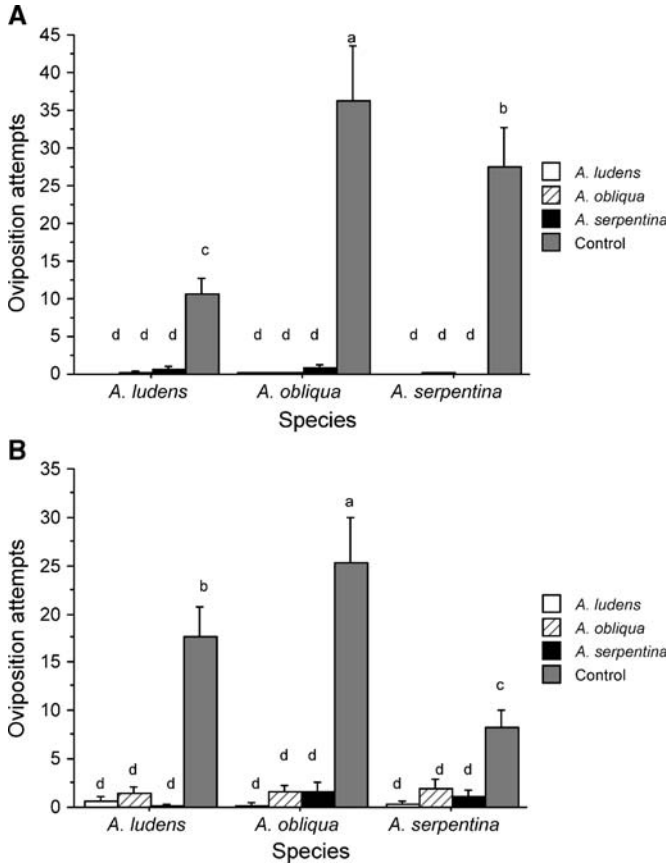 A
45
40
35
30
25
20
15
10
5
0
Oviposition attempts
a
b
c
d d d d d d d d d
A. ludens
A. obliqua
A. serpentina
Control
A. ludens A. obliqua A. serpentina
Species
B
35
30
25
20
15
10
5
0
Oviposition attempts
a
b
c
d d d d d d d d d
A. ludens
A. obliqua
A. serpentina
Control
A. ludens A. obliqua A. serpentina
Species